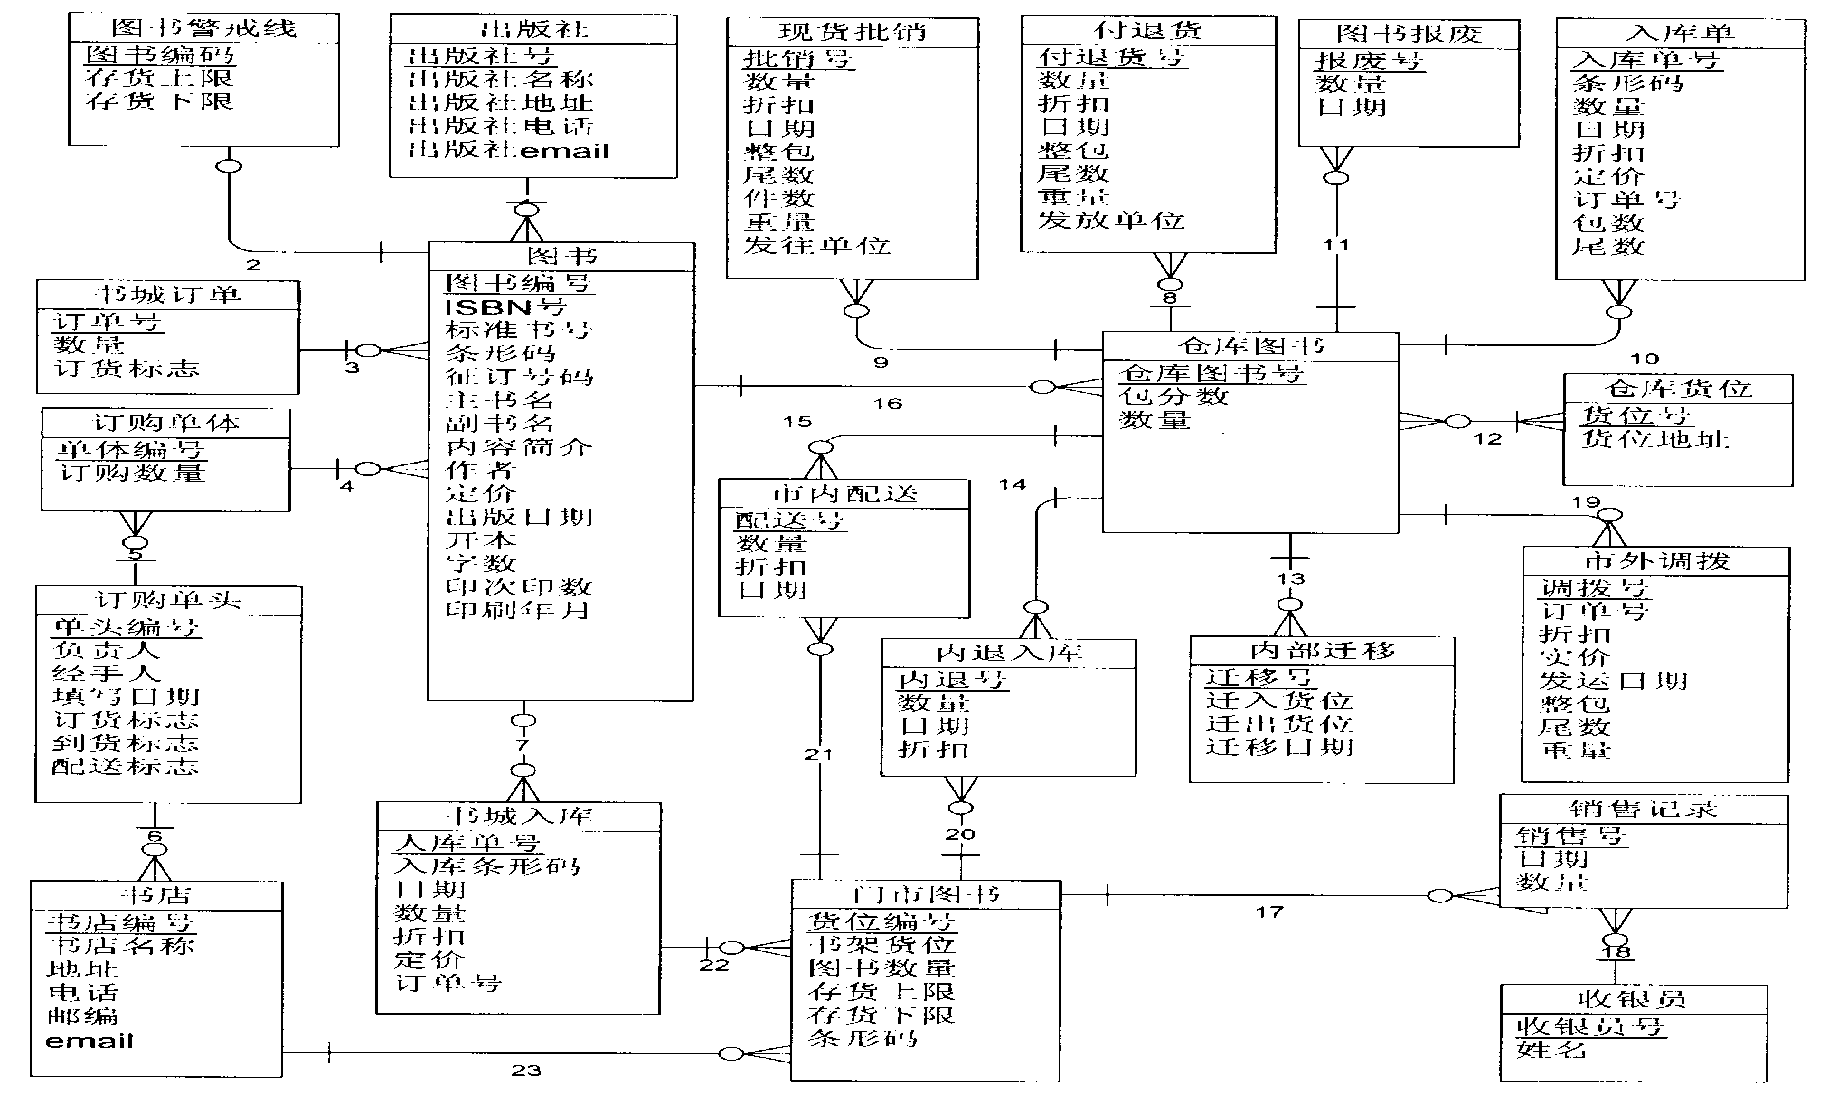 图书警戒线
图书编码
存货上限
存货下限
出版社
出版社号
出版社名称
出版社地址
出版社电话
出版社email
现货批销
批销号
数量
折扣
日期
整包
尾数
件数
重量
发往单位
付退货
付退货号
数量
折扣
日期
整包
尾数
重量
发放单位
图书报废
报废号
数量
日期
入库单
入库单号
条形码
数量
日期
折扣
定价
订单号
包数
尾数
2
11
8
9
10
书城订单
订单号
数量
订货标志
3
图书
图书编号
ISBN号
标准书号
条形码
征订号码
主书名
副书名
内容简介
作者
定价
出版日期
开本
字数
印次印数
印刷年月
16
仓库图书
仓库图书号
包分数
数量
仓库货位
货位号
货位地址
12
订购单体
单体编号
订购数量
4
5
15
14
13
19
市内配送
配送号
数量
折扣
日期
市外调拨
调拨号
订单号
折扣
实价
发运日期
整包
尾数
重量
订购单头
单头编号
负责人
经手人
填写日期
订货标志
到货标志
配送标志
6
7
21
内退入库
内退号
数量
日期
折扣
20
内部迁移
迁移号
迁入货位
迁出货位
迁移日期
书城入库
入库单号
入库条形码
日期
数量
折扣
定价
订单号
22
书店
书店编号
书店名称
地址
电话
邮编
email
23
门市图书
货位编号
书架货位
图书数量
存货上限
存货下限
条形码
17
销售记录
销售号
日期
数量
18
收银员
收银员号
姓名